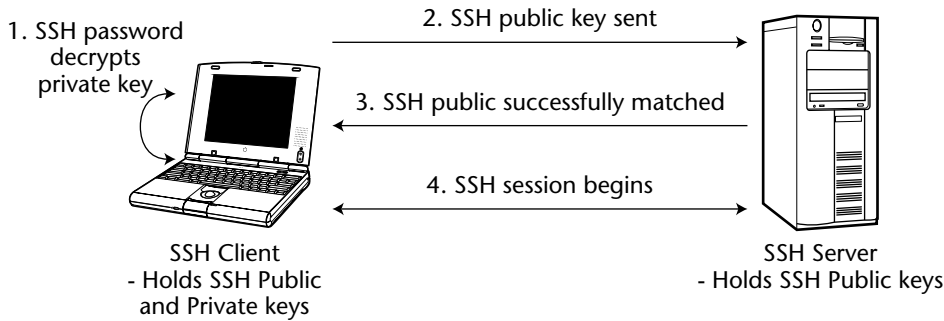 1. SSH password
decrypts
private key
2. SSH public key sent
3. SSH public successfully matched
4. SSH session begins
SSH Client
- Holds SSH Public
and Private keys
SSH Server
- Holds SSH Public keys